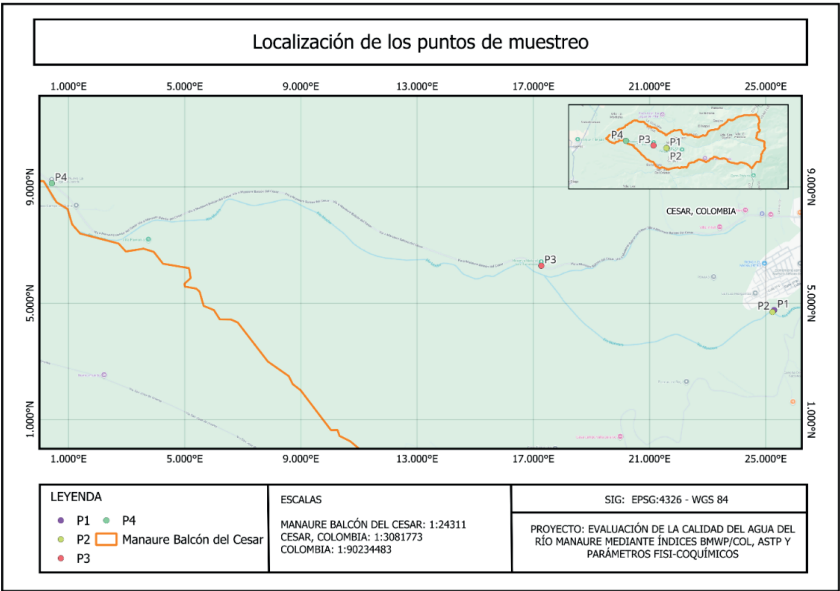 Localización de los puntos de muestreo
1.000°E 5.000°E 9.000°E 13.000°E 17.000°E 21.000°E 25.000°E
P4 P3 P1
P2
CESAR, COLOMBIA
P4
9.000°N 9.000°N
P3
5.000°N 5.000°N
P2 P1
1.000°N 1.000°N
1.000°E 5.000°E 9.000°E 13.000°E 17.000°E 21.000°E 25.000°E
LEYENDA
P1 P4
P2 Manaure Balcón del Cesar
P3
ESCALAS
MANAURE BALCÓN DEL CESAR: 1:24311
CESAR, COLOMBIA: 1:3081773
COLOMBIA: 1:90234483
SIG: EPSG:4326 - WGS 84
PROYECTO: EVALUACIÓN DE LA CALIDAD DEL AGUA DEL
RÍO MANAURE MEDIANTE ÍNDICES BMWP/COL, ASTP Y
PARÁMETROS FISI-COQUÍMICOS